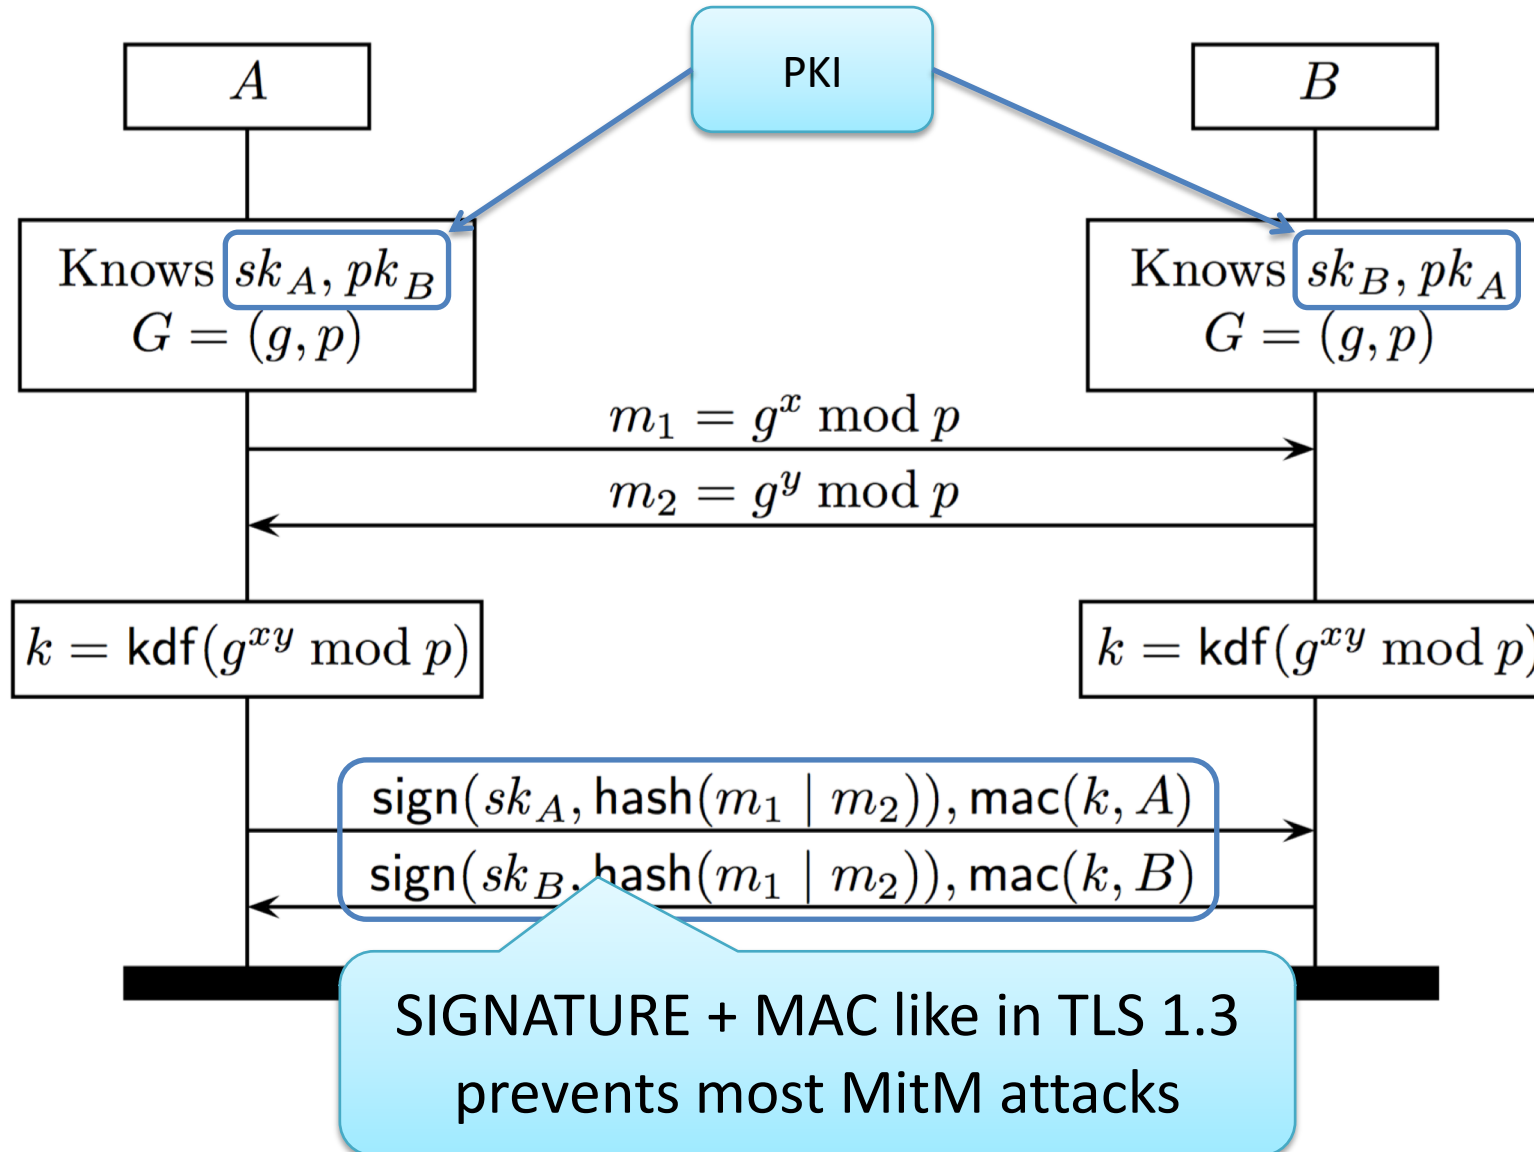 A
PKI
B
Knows sk_A, pk_B
G = (g, p)
Knows sk_B, pk_A
G = (g, p)
m_1 = g^x mod p
m_2 = g^y mod p
k = kdf(g^{xy} mod p)
k = kdf(g^{xy} mod p)
sign(sk_A, hash(m_1 | m_2)), mac(k, A)
sign(sk_B, hash(m_1 | m_2)), mac(k, B)
SIGNATURE + MAC like in TLS 1.3
prevents most MitM attacks